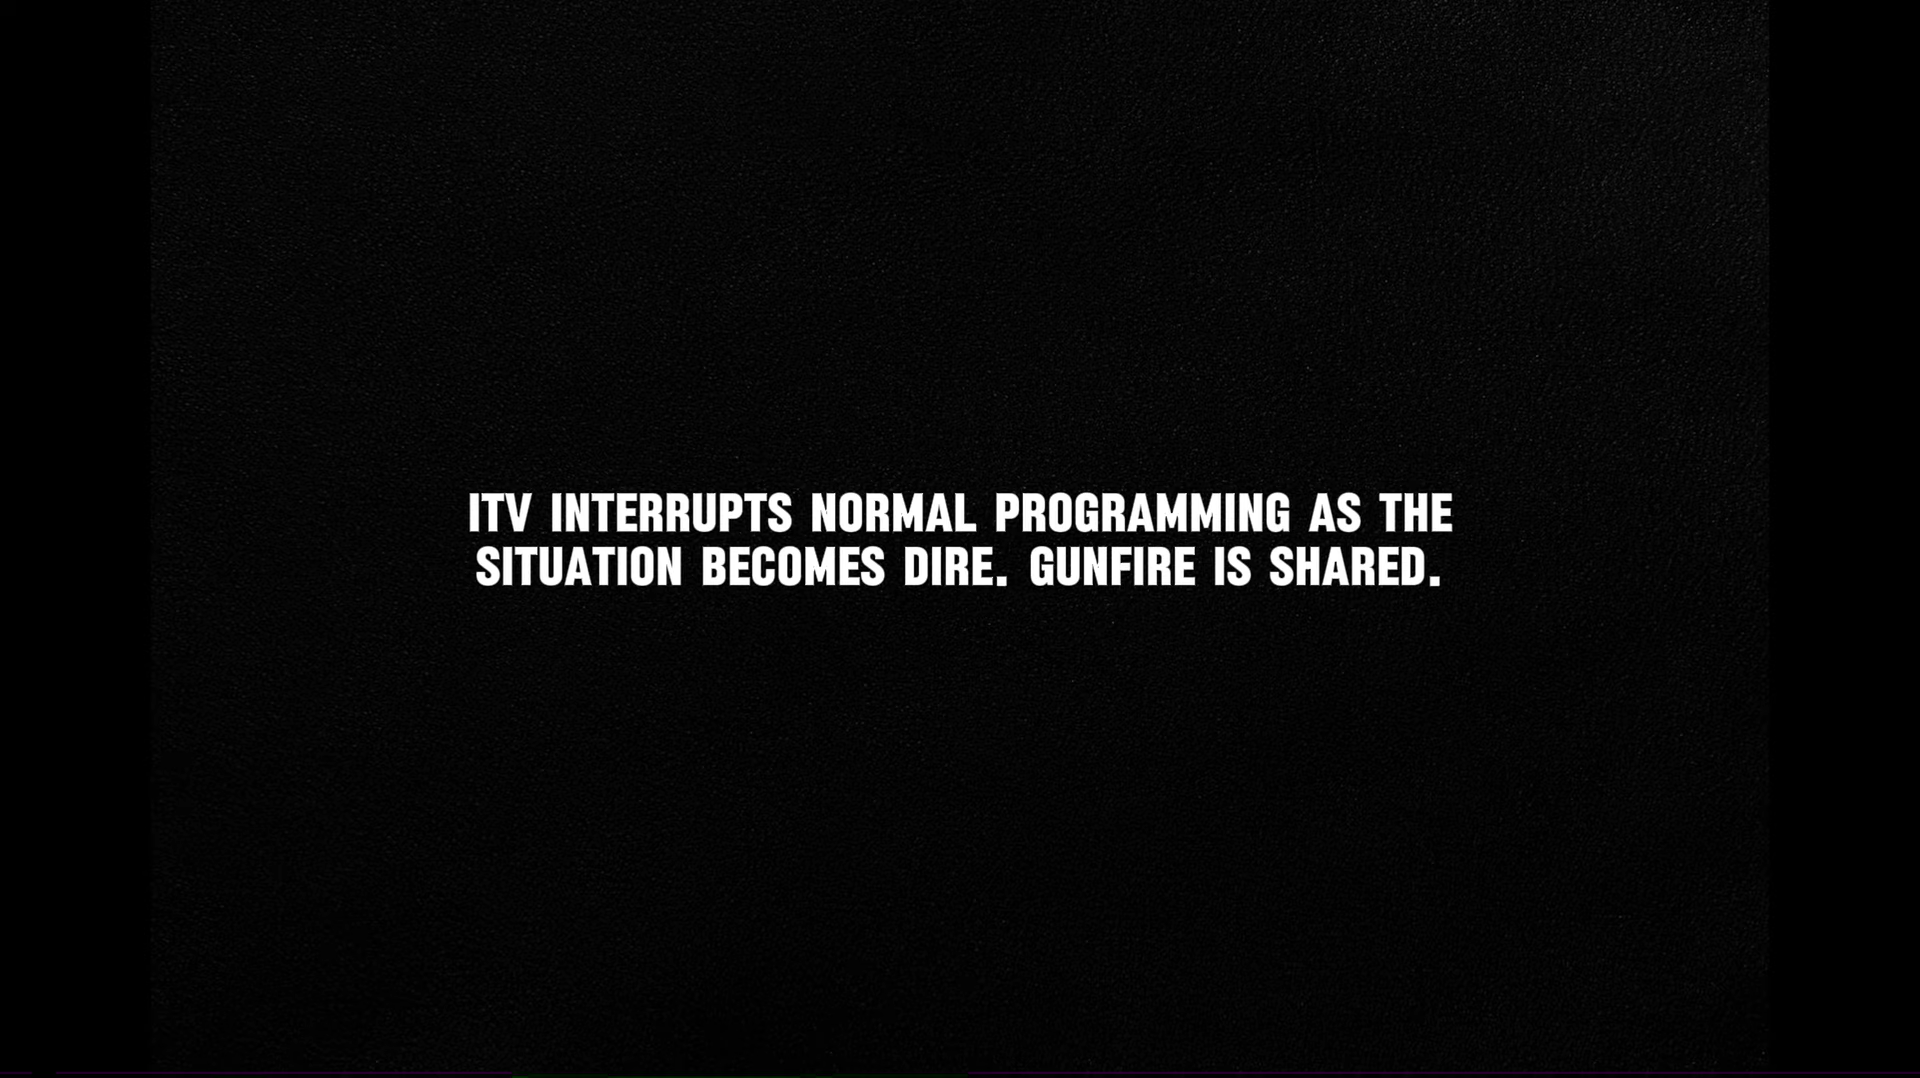 ITV INTERRUPTS NORMAL PROGRAMMING AS THE
SITUATION BECOMES DIRE. GUNFIRE IS SHARED.